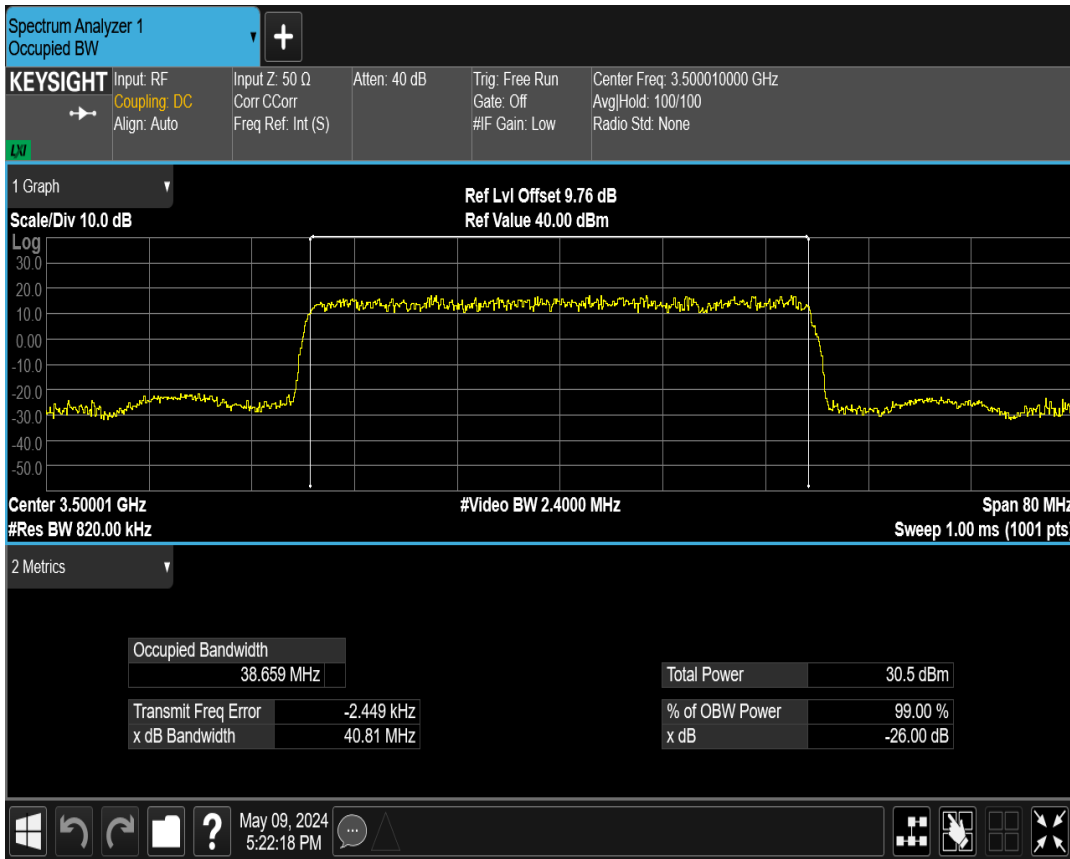 Spectrum Analyzer 1
Occupied BW
+
KEYSIGHT
LXI
Input: RF
Coupling: DC
Align: Auto
Input Z: 50 Ω
Corr CCorr
Freq Ref: Int (S)
Atten: 40 dB
Trig: Free Run
Gate: Off
#IF Gain: Low
Center Freq: 3.500010000 GHz
Avg|Hold: 100/100
Radio Std: None
1 Graph
Scale/Div 10.0 dB
Ref Lvl Offset 9.76 dB
Ref Value 40.00 dBm
Log
30.0
20.0
10.0
0.00
-10.0
-20.0
-30.0
-40.0
-50.0
Center 3.50001 GHz
#Video BW 2.4000 MHz
Span 80 MHz
#Res BW 820.00 kHz
Sweep 1.00 ms (1001 pts)
2 Metrics
Occupied Bandwidth
38.659 MHz
Transmit Freq Error -2.449 kHz
x dB Bandwidth 40.81 MHz
Total Power 30.5 dBm
% of OBW Power 99.00 %
x dB -26.00 dB
?
May 09, 2024
5:22:18 PM